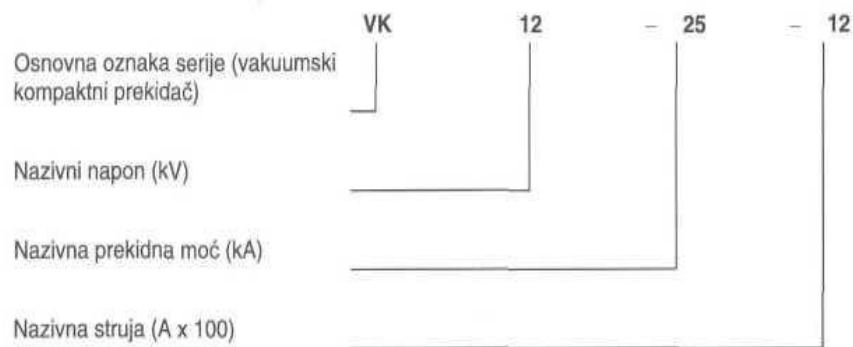 VK 12 – 25 – 12
Osnovna oznaka serije (vakuumski
kompaktni prekidač)
Nazivni napon (kV)
Nazivna prekidna moć (kA)
Nazivna struja (A x 100)